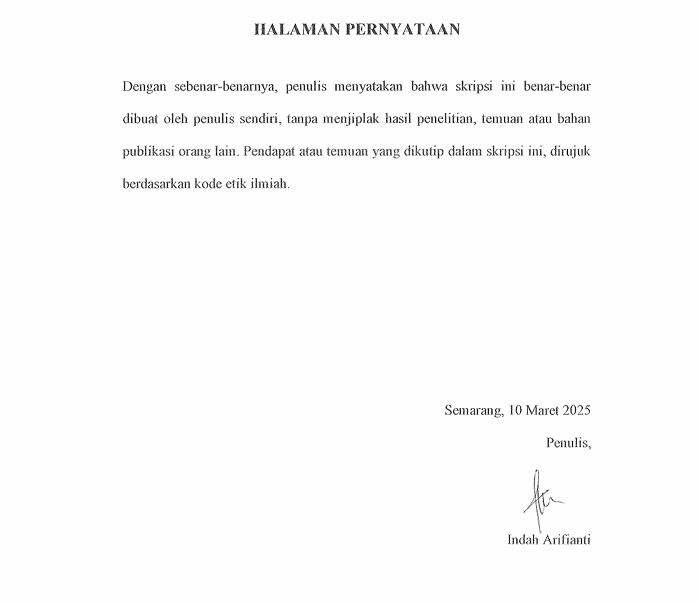 HALAMAN PERNYATAAN
Dengan sebenar-benarnya, penulis menyatakan bahwa skripsi ini benar-benar
dibuat oleh penulis sendiri, tanpa menjiplak hasil penelitian, temuan atau bahan
publikasi orang lain. Pendapat atau temuan yang dikutip dalam skripsi ini, dirujuk
berdasarkan kode etik ilmiah.
Semarang, 10 Maret 2025
Penulis,
Indah Arifianti